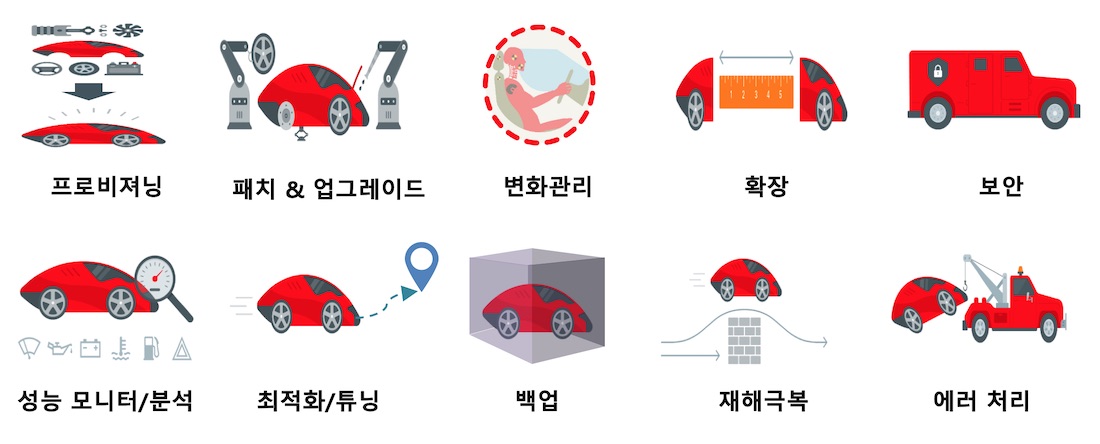 1 2 3 4 5
프로비져닝
패치 & 업그레이드
변화관리
확장
보안
성능 모니터/분석
최적화/튜닝
백업
재해극복
에러 처리